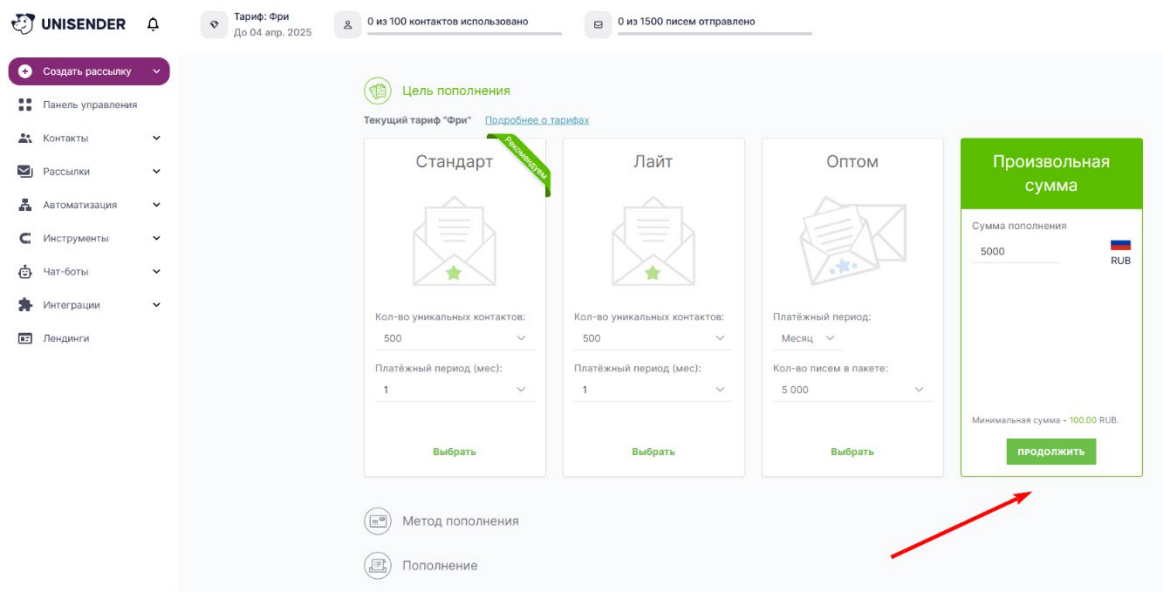 UNISENDER
Тариф: Фри
До 04 апр. 2025
0 из 100 контактов использовано
0 из 1500 писем отправлено
Создать рассылку
Панель управления
Контакты
Рассылки
Автоматизация
Инструменты
Чат-боты
Интеграции
Лендинги
Цель пополнения
Текущий тариф "Фри" Подробнее о тарифах
Стандарт
Рекомендуем
Кол-во уникальных контактов:
500
Платёжный период (мес):
1
Выбрать
Лайт
Кол-во уникальных контактов:
500
Платёжный период (мес):
1
Выбрать
Оптом
Платёжный период:
Месяц
Кол-во писем в пакете:
5 000
Выбрать
Произвольная
сумма
Сумма пополнения
5000
RUB
Минимальная сумма - 100.00 RUB.
ПРОДОЛЖИТЬ
Метод пополнения
Пополнение